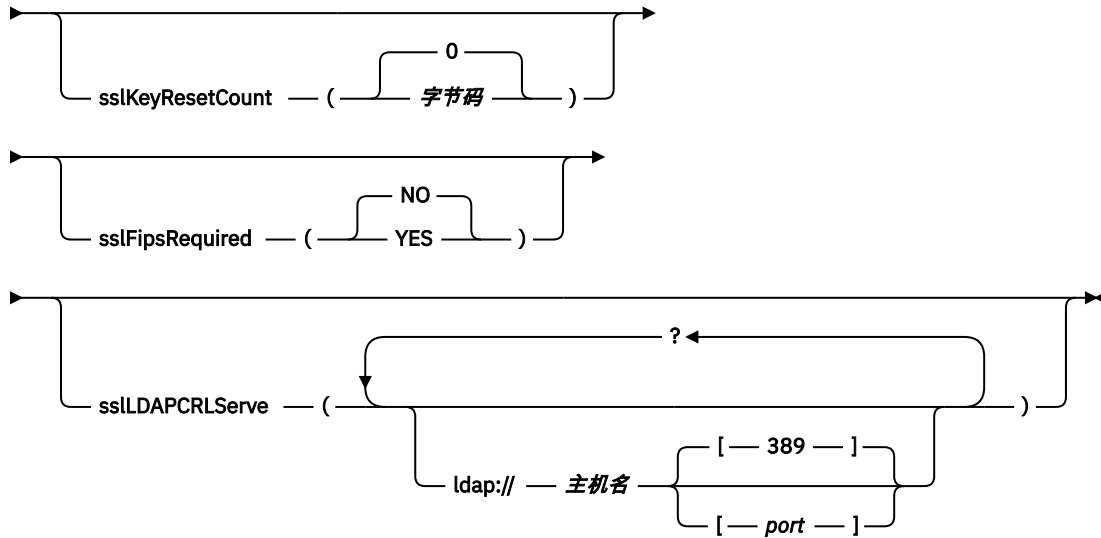 0
sslKeyResetCount ( 字节码 )
NO
sslFipsRequired ( YES )
?
sslLDAPCRLServe ( )
[ 389 ]
ldap:// 主机名
[ port ]